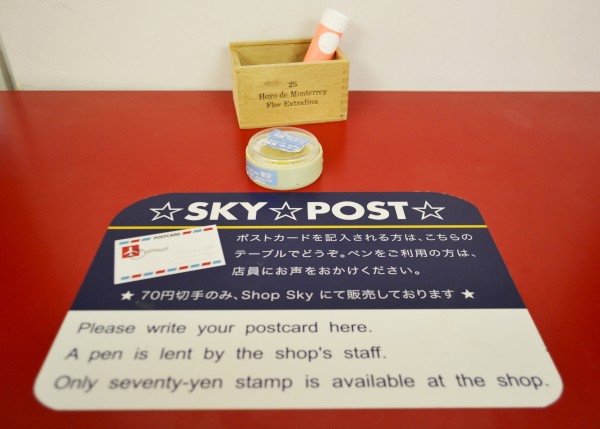 25
Hoyo de Monterrey
Flor Extrafina
☆SKY☆POST☆
POSTCARD
ポストカードを記入される方は、こちらの
テーブルでどうぞ。ペンをご利用の方は、
店員にお声をおかけください。
★ 70円切手のみ、Shop Sky にて販売しております ★
Please write your postcard here.
A pen is lent by the shop's staff.
Only seventy-yen stamp is available at the shop.